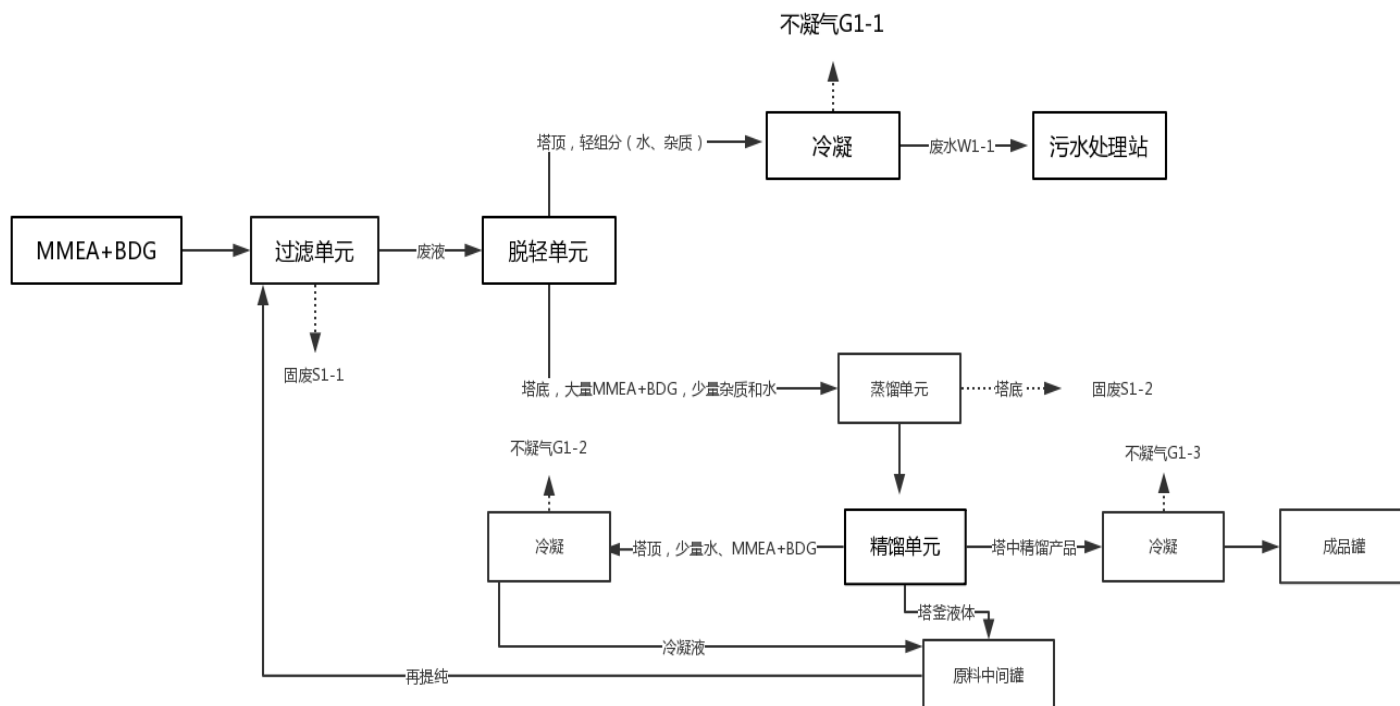 不凝气G1-1
塔顶，轻组分（水、杂质）
冷凝
废水W1-1
污水处理站
MMEA+BDG
过滤单元
废液
脱轻单元
固废S1-1
塔底，大量MMEA+BDG，少量杂质和水
蒸馏单元
塔底
固废S1-2
不凝气G1-2
不凝气G1-3
冷凝
塔顶，少量水、MMEA+BDG
精馏单元
塔中精馏产品
冷凝
成品罐
塔釜液体
冷凝液
再提纯
原料中间罐